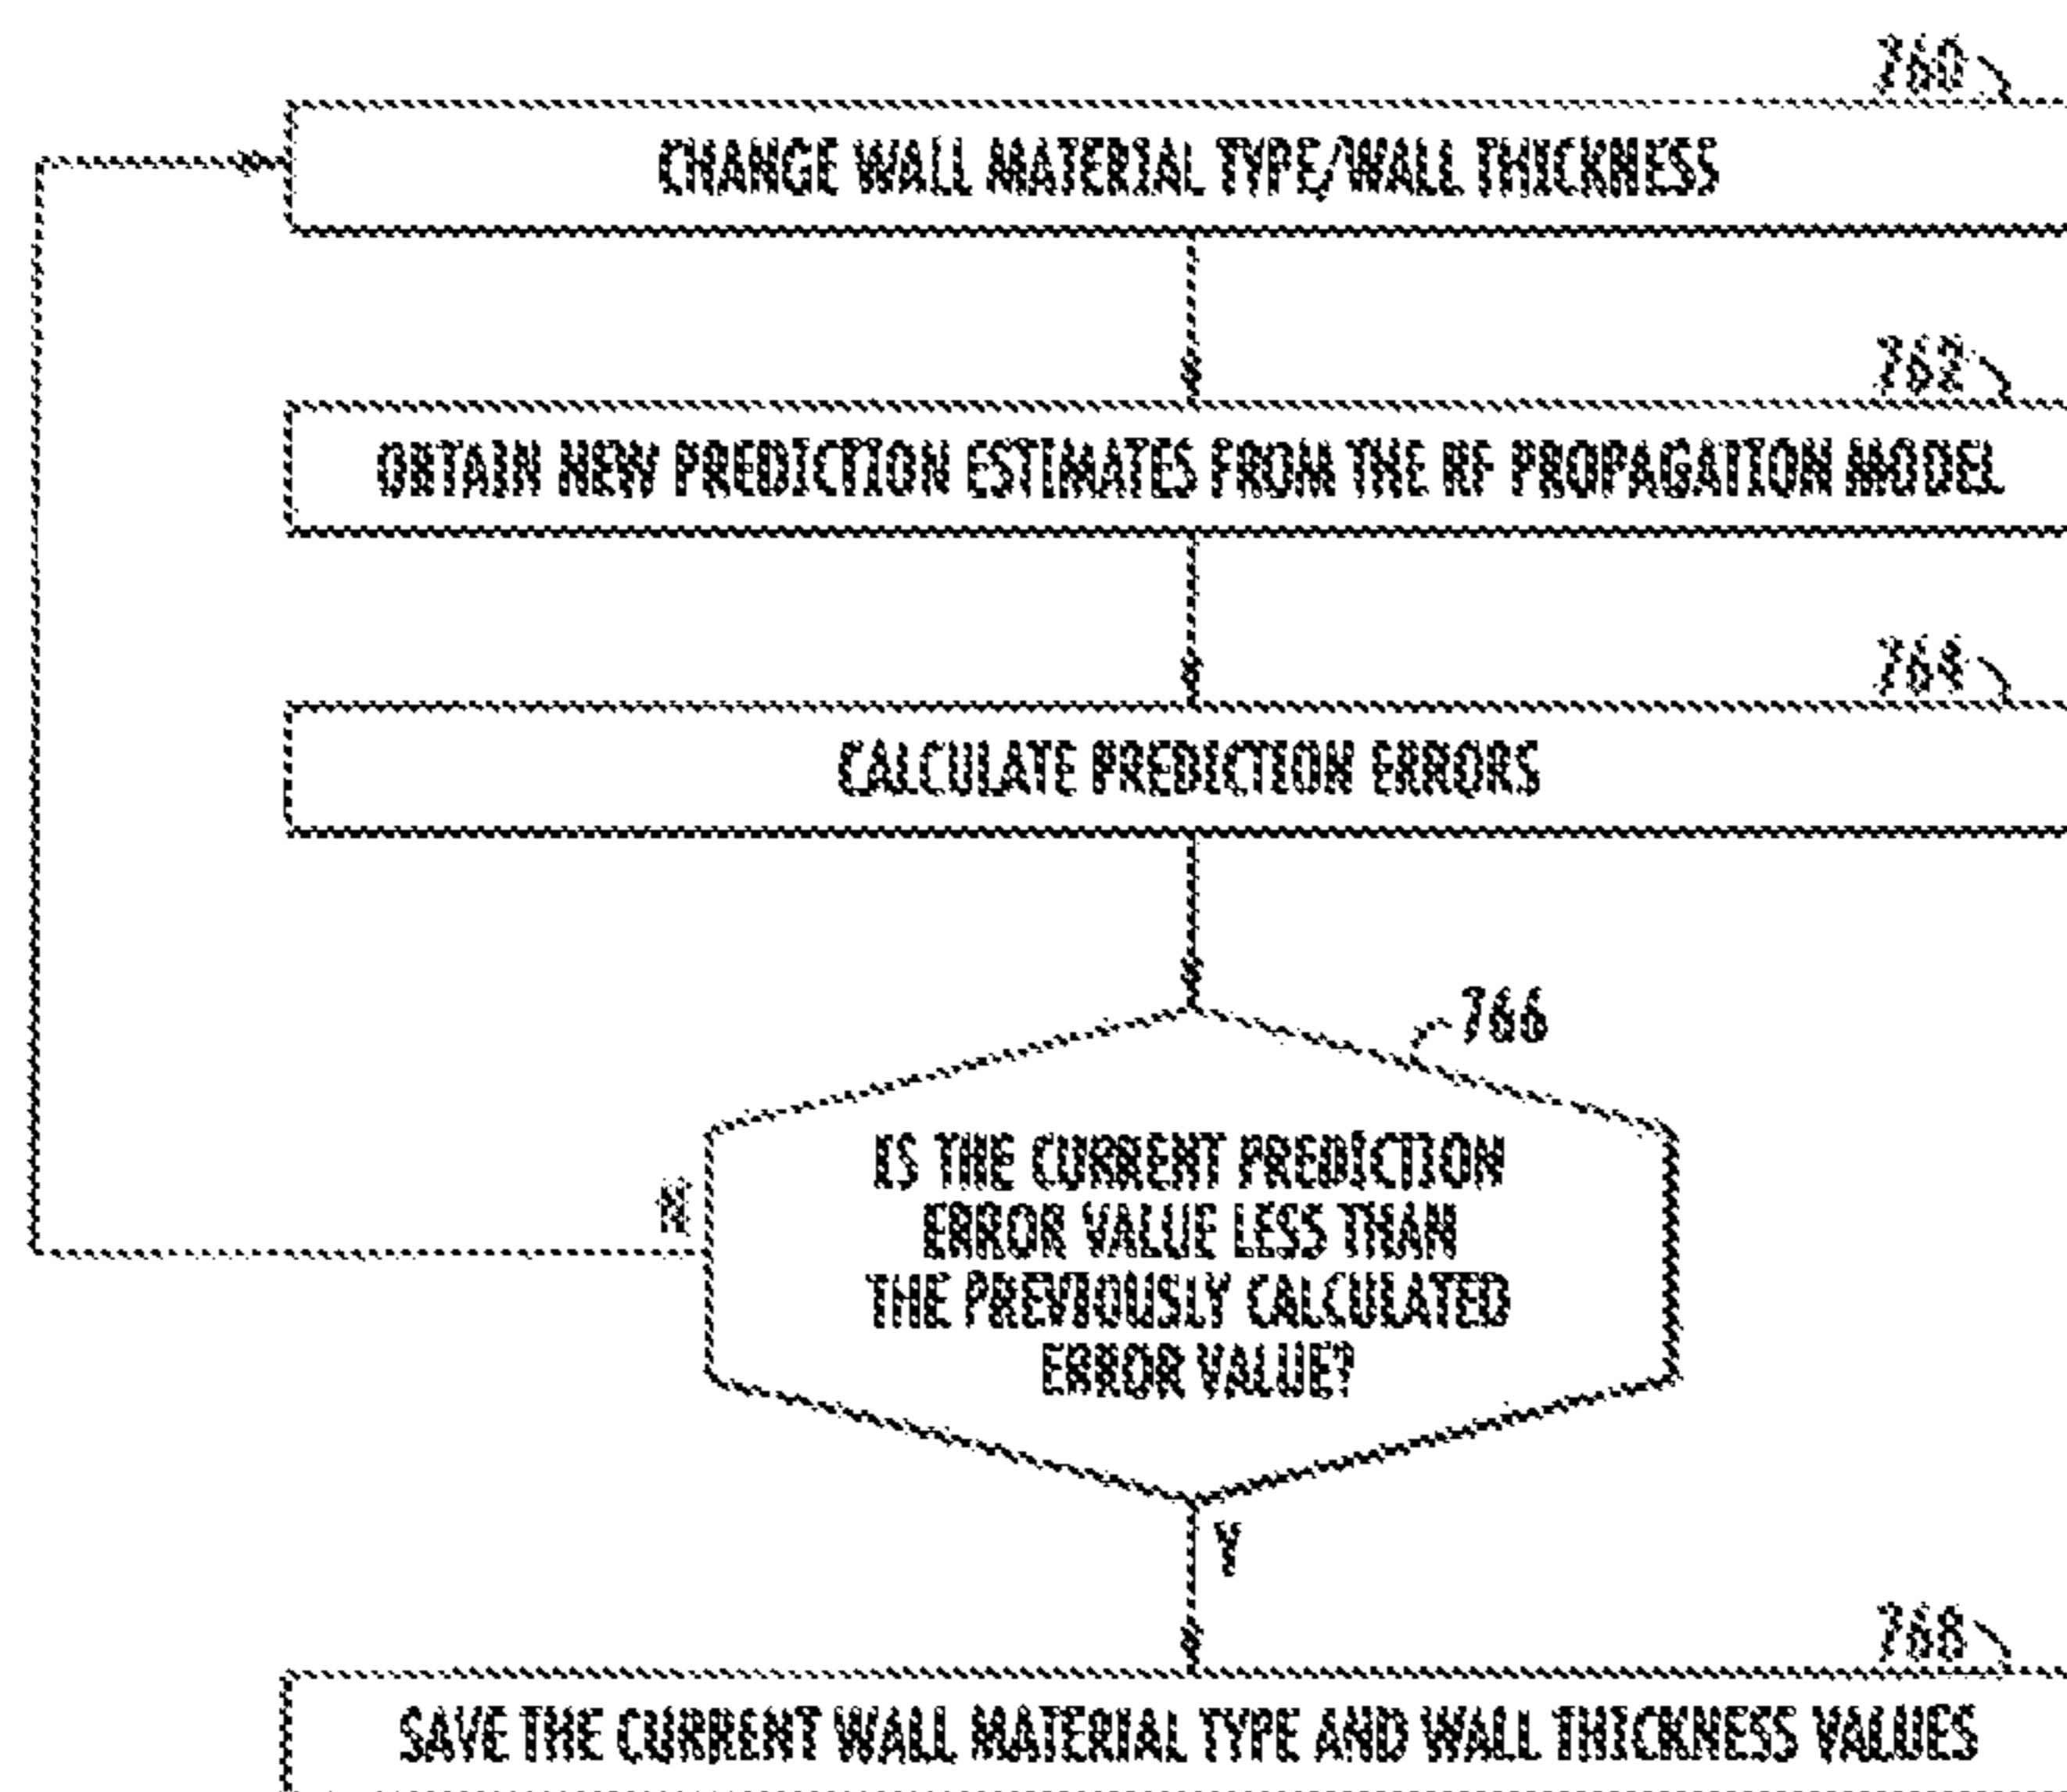 760
CHANGE WALL MATERIAL TYPE/WALL THICKNESS
762
OBTAIN NEW PREDICTION ESTIMATES FROM THE RF PROPAGATION MODEL
764
CALCULATE PREDICTION ERRORS
766
IS THE CURRENT PREDICTION
ERROR VALUE LESS THAN
THE PREVIOUSLY CALCULATED
ERROR VALUE?
N
Y
768
SAVE THE CURRENT WALL MATERIAL TYPE AND WALL THICKNESS VALUES